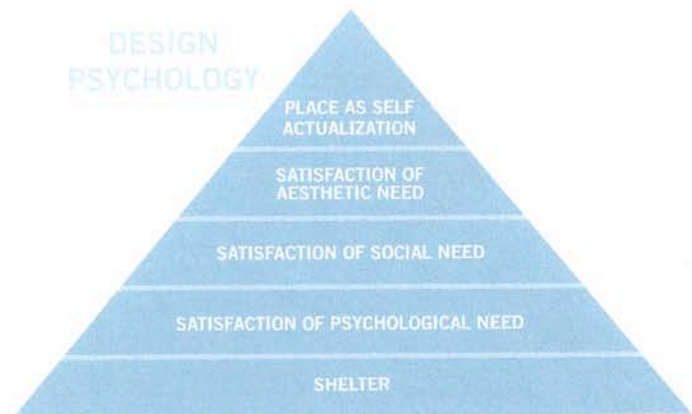 DESIGN
PSYCHOLOGY
PLACE AS SELF
ACTUALIZATION
SATISFACTION OF
AESTHETIC NEED
SATISFACTION OF SOCIAL NEED
SATISFACTION OF PSYCHOLOGICAL NEED
SHELTER